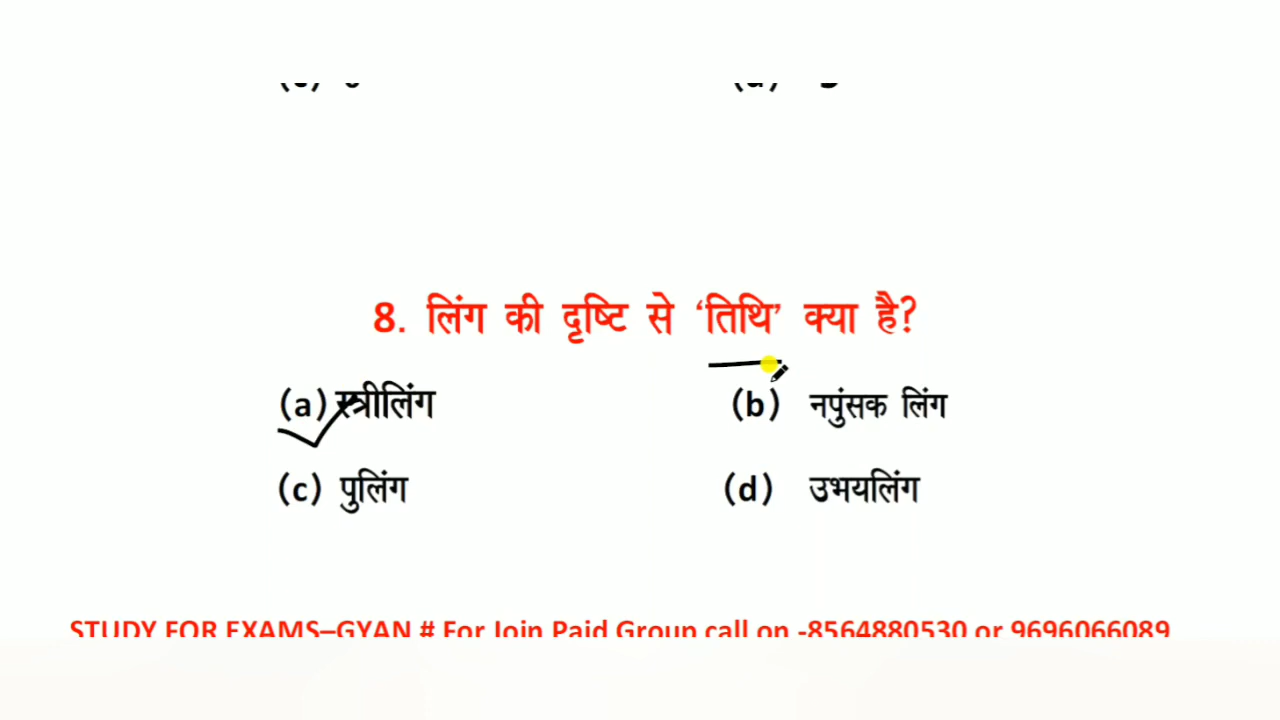 8. लिंग की दृष्टि से ‘तिथि’ क्या है?
(a) स्त्रीलिंग (b) नपुंसक लिंग
(c) पुलिंग (d) उभयलिंग
STUDY FOR EXAMS–GYAN # For Join Paid Group call on -8564880530 or 9696066089